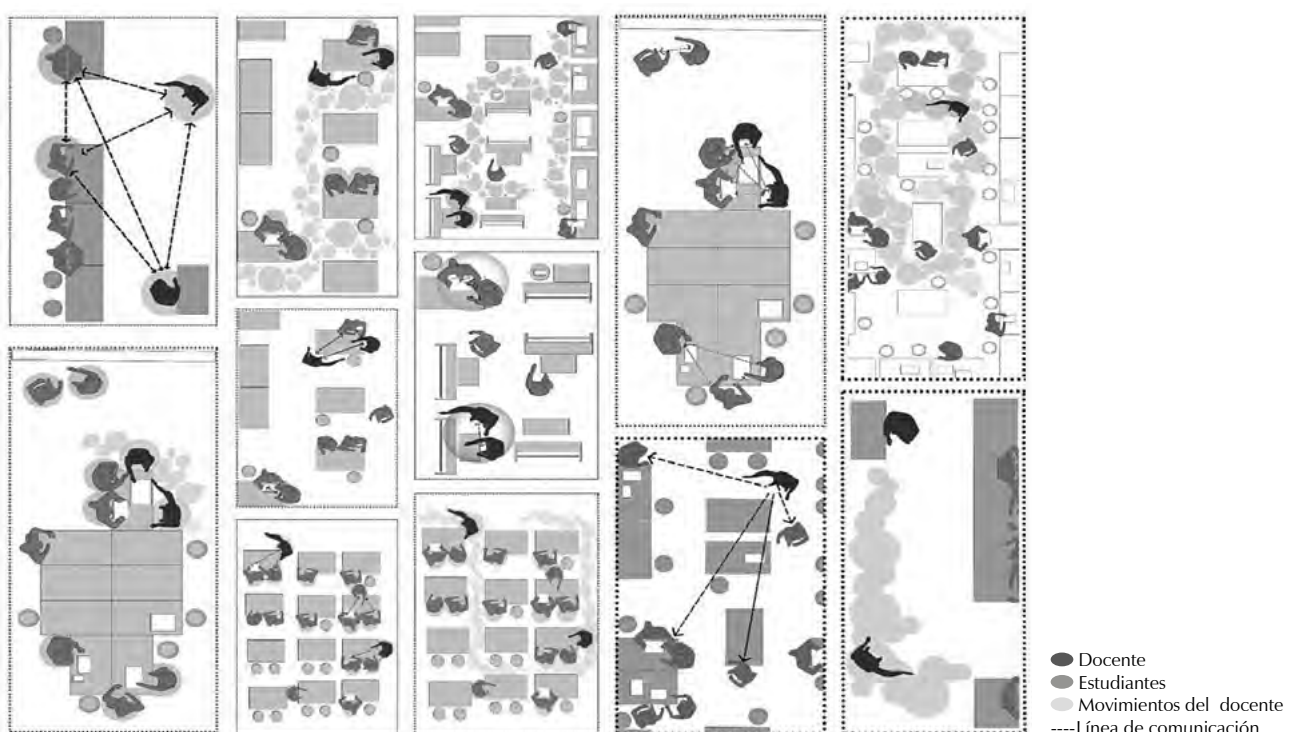 Docente
Estudiantes
Movimientos del docente
----Línea de comunicación